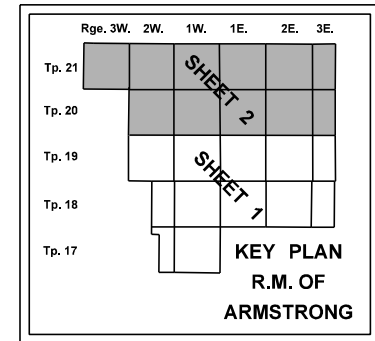 Rge. 3W. 2W. 1W. 1E. 2E. 3E.
Tp. 21
SHEET 2
Tp. 20
Tp. 19
SHEET 1
Tp. 18
Tp. 17
KEY PLAN
R.M. OF
ARMSTRONG